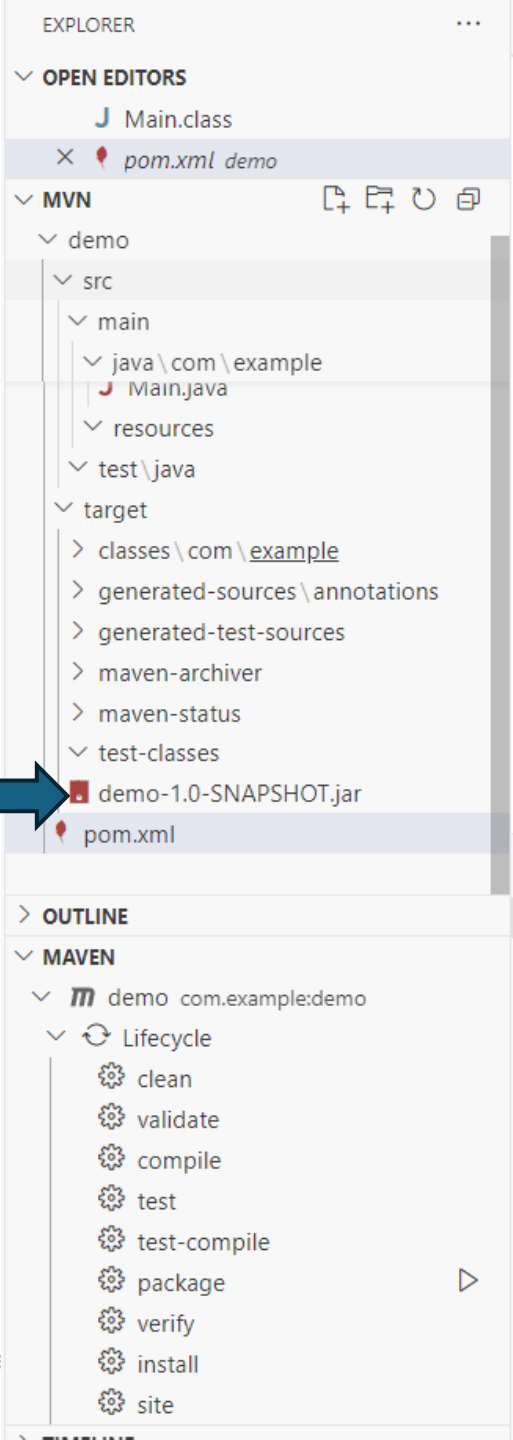 EXPLORER ...
OPEN EDITORS
J Main.class
pom.xml demo
MVN
demo
src
main
java\com\example
J Main.java
resources
test\java
target
classes\com\example
generated-sources\annotations
generated-test-sources
maven-archiver
maven-status
test-classes
demo-1.0-SNAPSHOT.jar
pom.xml
OUTLINE
MAVEN
m demo com.example:demo
Lifecycle
clean
validate
compile
test
test-compile
package
verify
install
site
TIMELINE